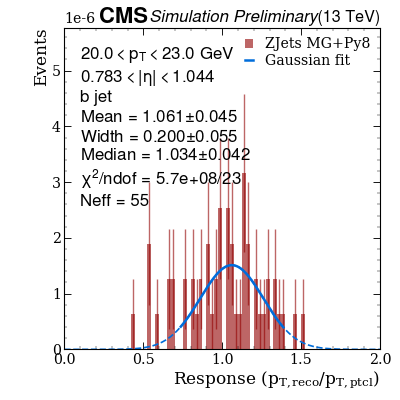 1e-6 CMS Simulation Preliminary (13 TeV)
Events
20.0 < p_T < 23.0 GeV
0.783 < |η| < 1.044
b jet
Mean = 1.061±0.045
Width = 0.200±0.055
Median = 1.034±0.042
χ²/ndof = 5.7e+08/23
Neff = 55
ZJets MG+Py8
Gaussian fit
5
4
3
2
1
0
0.0 0.5 1.0 1.5 2.0
Response (p_T,reco/p_T,ptcl)